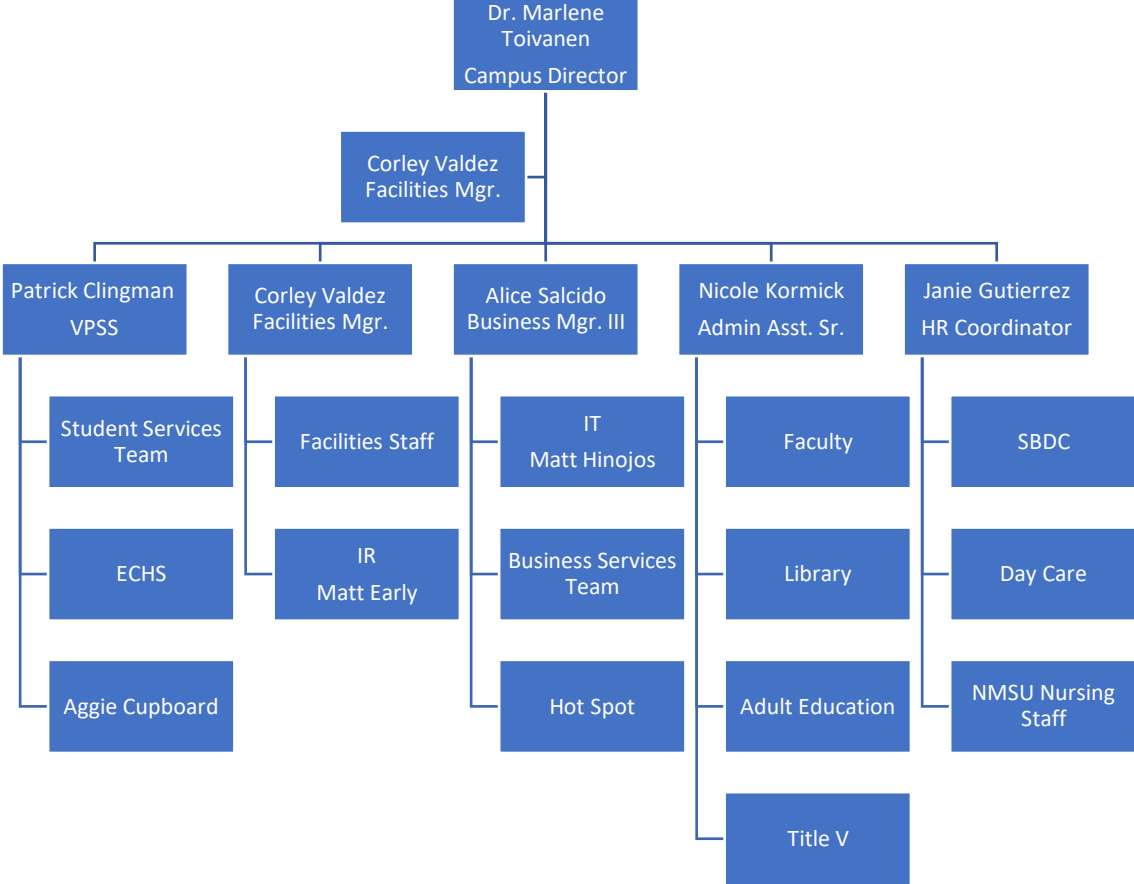 Dr. Marlene
Toivanen
Campus Director
Corley Valdez
Facilities Mgr.
Patrick Clingman
VPSS
Corley Valdez
Facilities Mgr.
Alice Salcido
Business Mgr. III
Nicole Kormick
Admin Asst. Sr.
Janie Gutierrez
HR Coordinator
Student Services
Team
ECHS
Aggie Cupboard
Facilities Staff
IR
Matt Early
IT
Matt Hinojos
Business Services
Team
Hot Spot
Faculty
Library
Adult Education
Title V
SBDC
Day Care
NMSU Nursing
Staff